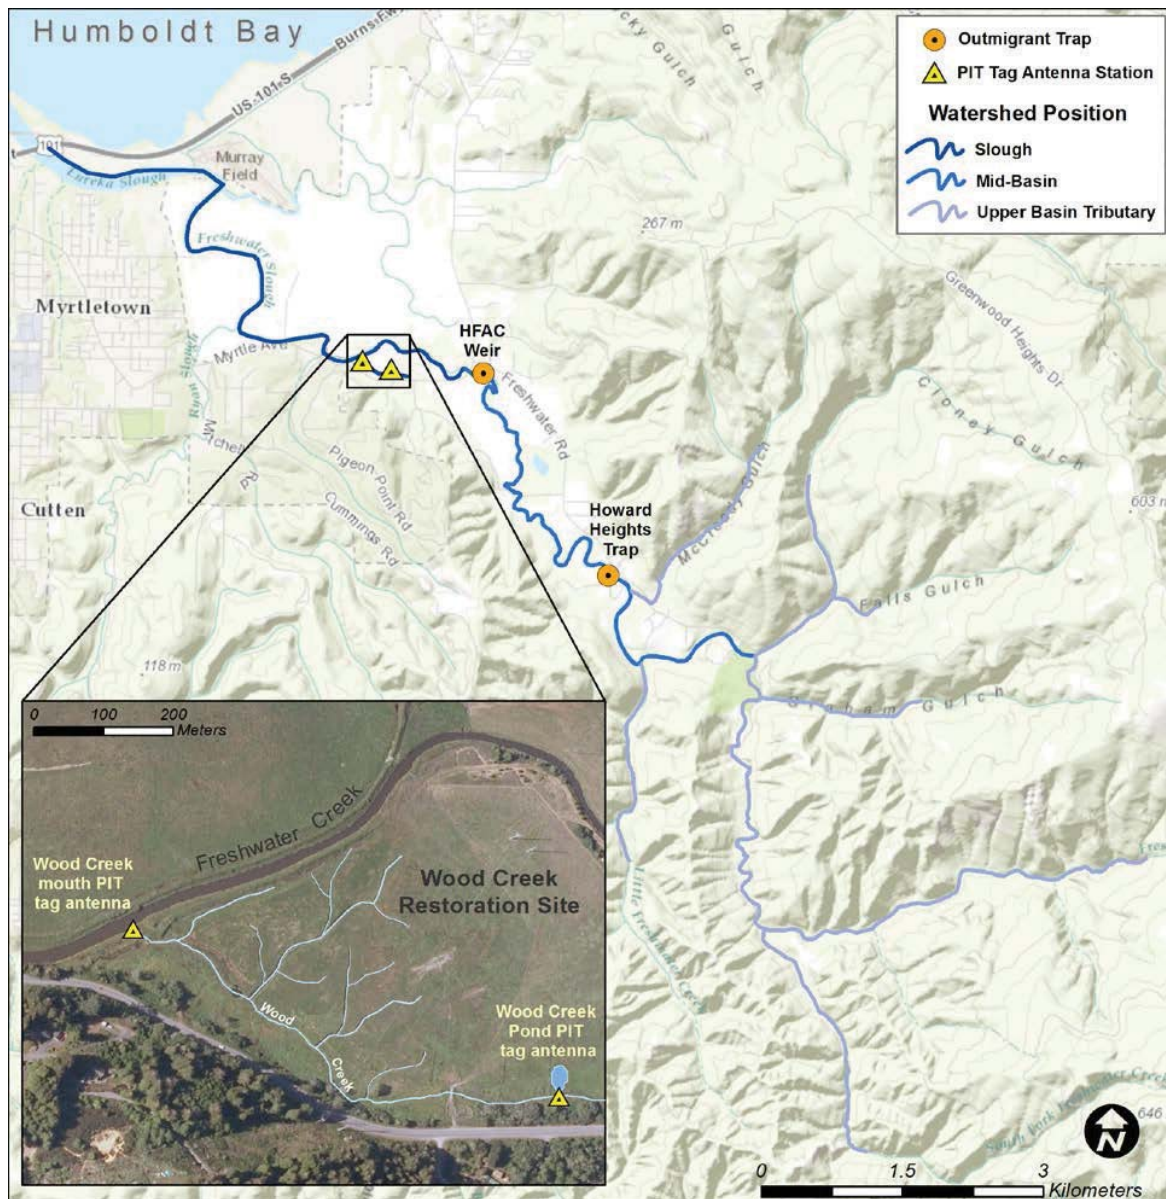 Humboldt Bay
Burns Fwy
US 101 S
101
Eureka Slough
Murray
Field
Freshwater Slough
Myrtletown
Myrtle Ave
Ryan Slough
Mitchell
Rd
Pigeon Point Rd
Cummings Rd
Cutten
118 m
Gulch
Gulch
267 m
Greenwood Heights Dr
Cloney Gulch
603 m
HFAC
Weir
Freshwater Rd
McCready Gulch
Howard
Heights
Trap
Falls Gulch
Graham Gulch
Little Freshwater Creek
South Fork Freshwater Creek
646
Outmigrant Trap
PIT Tag Antenna Station
Watershed Position
Slough
Mid-Basin
Upper Basin Tributary
0 100 200
Meters
Freshwater Creek
Wood Creek
mouth PIT
tag antenna
Wood Creek
Restoration Site
Wood
Creek
Wood Creek
Pond PIT
tag antenna
N
0 1.5 3
Kilometers